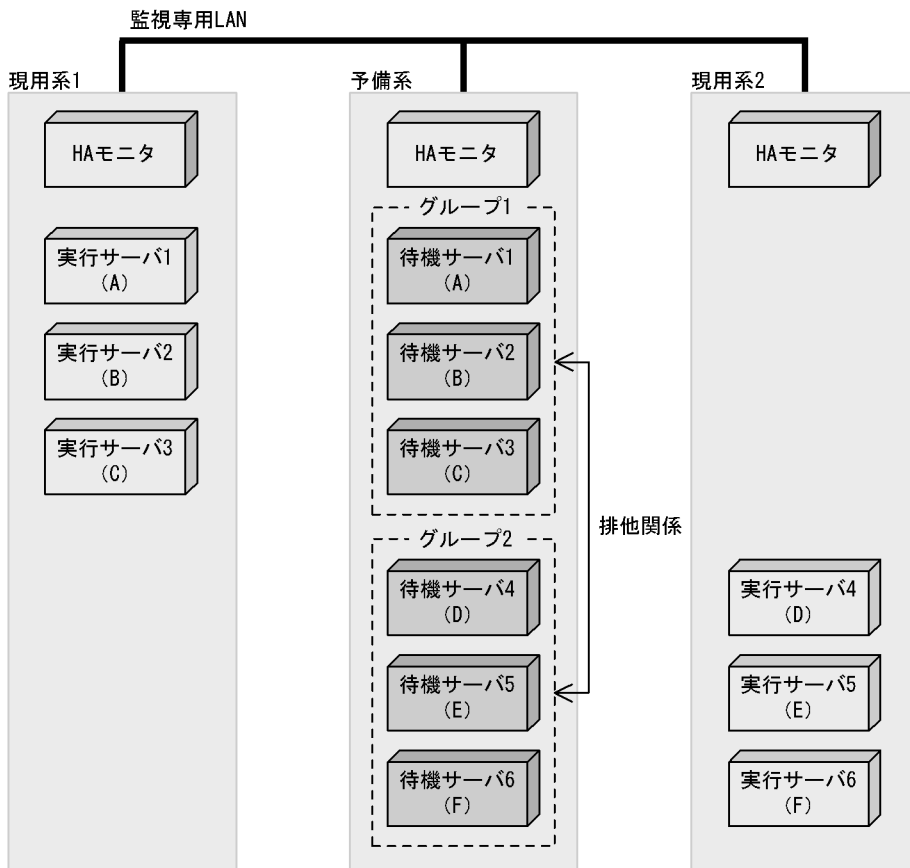 監視専用LAN
現用系1
予備系
現用系2
HAモニタ
HAモニタ
HAモニタ
グループ1
実行サーバ1
(A)
待機サーバ1
(A)
実行サーバ2
(B)
待機サーバ2
(B)
実行サーバ3
(C)
待機サーバ3
(C)
排他関係
グループ2
待機サーバ4
(D)
実行サーバ4
(D)
待機サーバ5
(E)
実行サーバ5
(E)
待機サーバ6
(F)
実行サーバ6
(F)